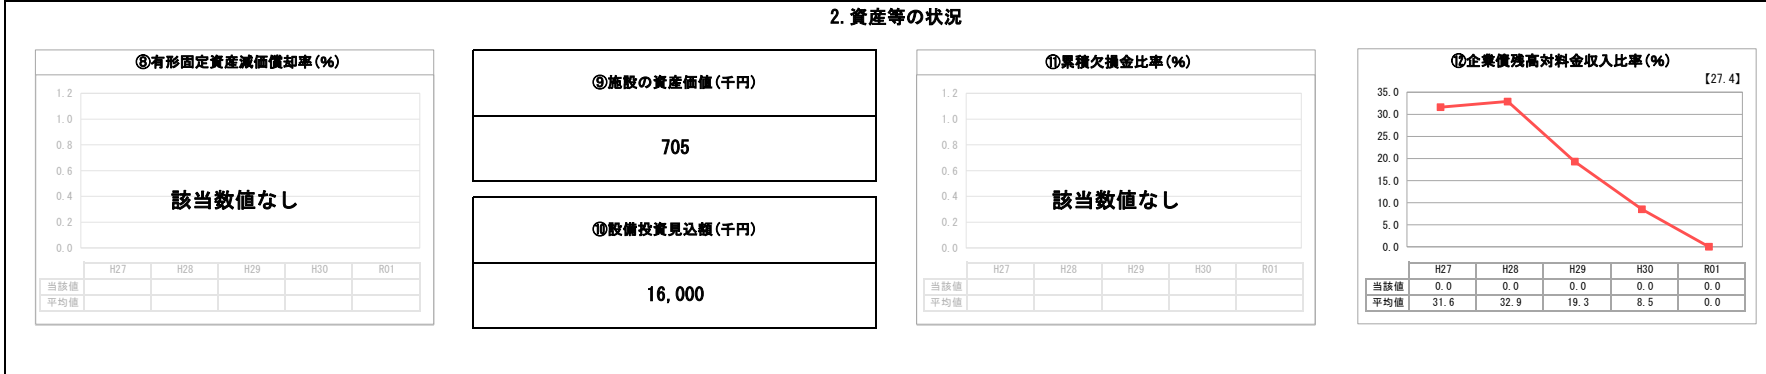 2.資産等の状況
⑧有形固定資産減価償却率(%)
1.2
1.0
0.8
0.6
0.4
0.2
0.0
該当数値なし
H27 H28 H29 H30 R01
当該値
平均値
⑨施設の資産価値(千円)
705
⑩設備投資見込額(千円)
16,000
⑪累積欠損金比率(%)
1.2
1.0
0.8
0.6
0.4
0.2
0.0
該当数値なし
H27 H28 H29 H30 R01
当該値
平均値
⑫企業債残高対料金収入比率(%)
【27.4】
35.0
30.0
25.0
20.0
15.0
10.0
5.0
0.0
H27 H28 H29 H30 R01
当該値 0.0 0.0 0.0 0.0 0.0
平均値 31.6 32.9 19.3 8.5 0.0